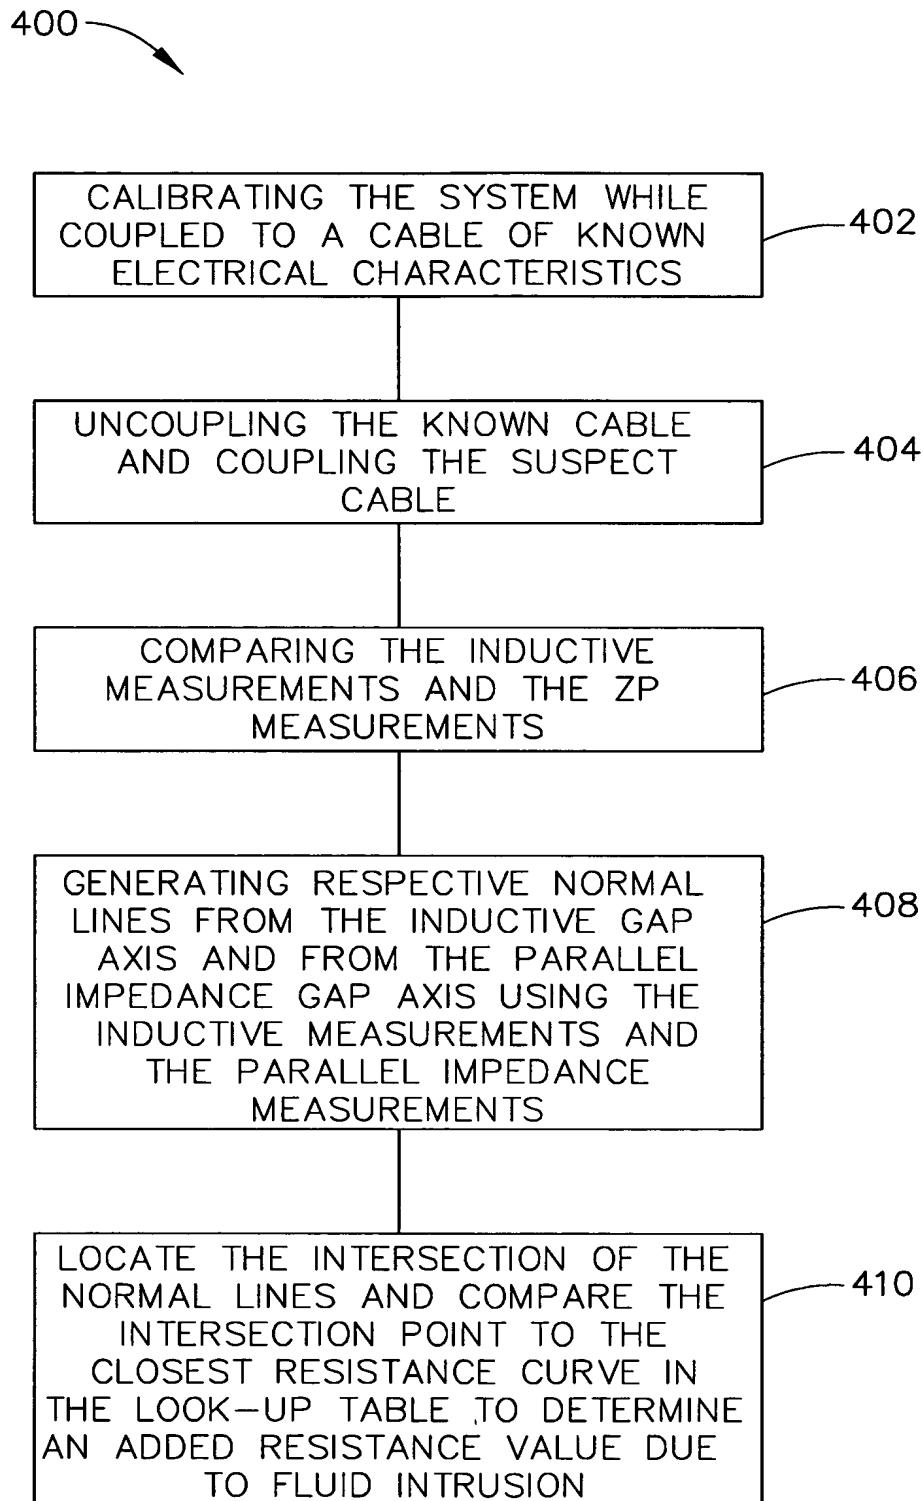 400
CALIBRATING THE SYSTEM WHILE
COUPLED TO A CABLE OF KNOWN
ELECTRICAL CHARACTERISTICS
402
UNCOUPLING THE KNOWN CABLE
AND COUPLING THE SUSPECT
CABLE
404
COMPARING THE INDUCTIVE
MEASUREMENTS AND THE ZP
MEASUREMENTS
406
GENERATING RESPECTIVE NORMAL
LINES FROM THE INDUCTIVE GAP
AXIS AND FROM THE PARALLEL
IMPEDANCE GAP AXIS USING THE
INDUCTIVE MEASUREMENTS AND
THE PARALLEL IMPEDANCE
MEASUREMENTS
408
LOCATE THE INTERSECTION OF THE
NORMAL LINES AND COMPARE THE
INTERSECTION POINT TO THE
CLOSEST RESISTANCE CURVE IN
THE LOOK-UP TABLE TO DETERMINE
AN ADDED RESISTANCE VALUE DUE
TO FLUID INTRUSION
410